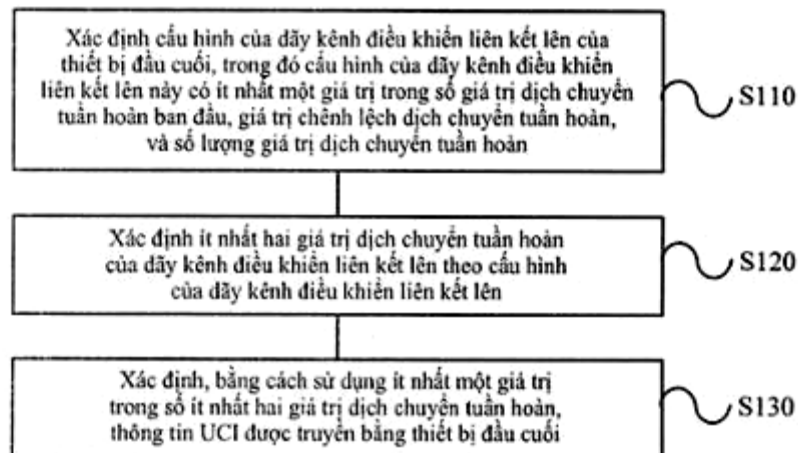 Xác định cấu hình của dãy kênh điều khiển liên kết lên của
thiết bị đầu cuối, trong đó cấu hình của dãy kênh điều khiển
liên kết lên này có ít nhất một giá trị trong số giá trị dịch chuyển
tuần hoàn ban đầu, giá trị chênh lệch dịch chuyển tuần hoàn,
và số lượng giá trị dịch chuyển tuần hoàn
S110
Xác định ít nhất hai giá trị dịch chuyển tuần hoàn
của dãy kênh điều khiển liên kết lên theo cấu hình
của dãy kênh điều khiển liên kết lên
S120
Xác định, bằng cách sử dụng ít nhất một giá trị
trong số ít nhất hai giá trị dịch chuyển tuần hoàn,
thông tin UCI được truyền bằng thiết bị đầu cuối
S130